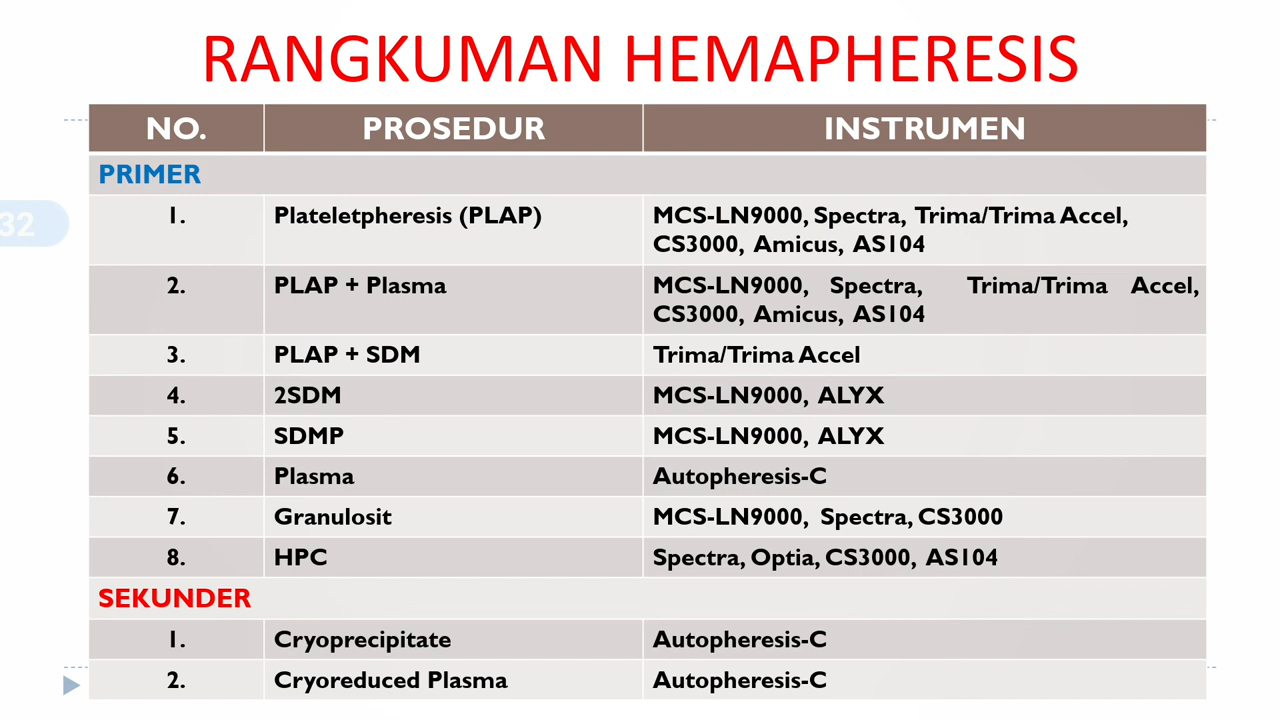 RANGKUMAN HEMAPHERESIS
NO. PROSEDUR INSTRUMEN
PRIMER
32
1. Plateletpheresis (PLAP) MCS-LN9000, Spectra, Trima/Trima Accel,
CS3000, Amicus, AS104
2. PLAP + Plasma MCS-LN9000, Spectra, Trima/Trima Accel,
CS3000, Amicus, AS104
3. PLAP + SDM Trima/Trima Accel
4. 2SDM MCS-LN9000, ALYX
5. SDMP MCS-LN9000, ALYX
6. Plasma Autopheresis-C
7. Granulosit MCS-LN9000, Spectra, CS3000
8. HPC Spectra, Optia, CS3000, AS104
SEKUNDER
1. Cryoprecipitate Autopheresis-C
2. Cryoreduced Plasma Autopheresis-C